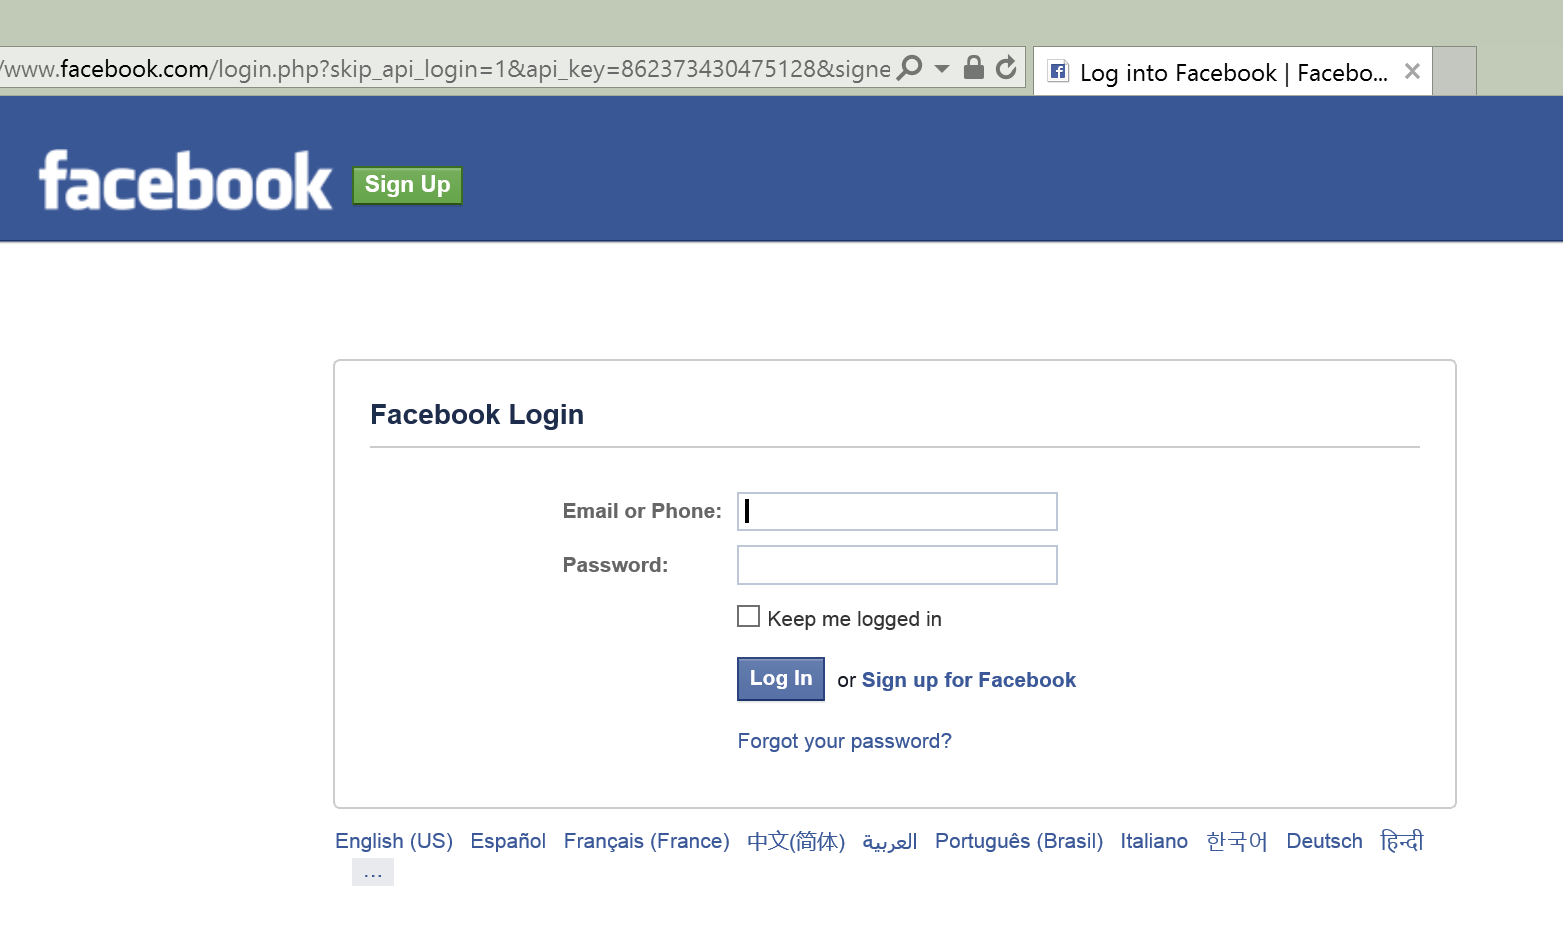 /www.facebook.com/login.php?skip_api_login=1&api_key=862373430475128&signe
Log into Facebook | Facebo...
facebook Sign Up
Facebook Login
Email or Phone:
Password:
Keep me logged in
Log In or Sign up for Facebook
Forgot your password?
English (US) Español Français (France) 中文(简体) العربية Português (Brasil) Italiano 한국어 Deutsch हिन्दी
...